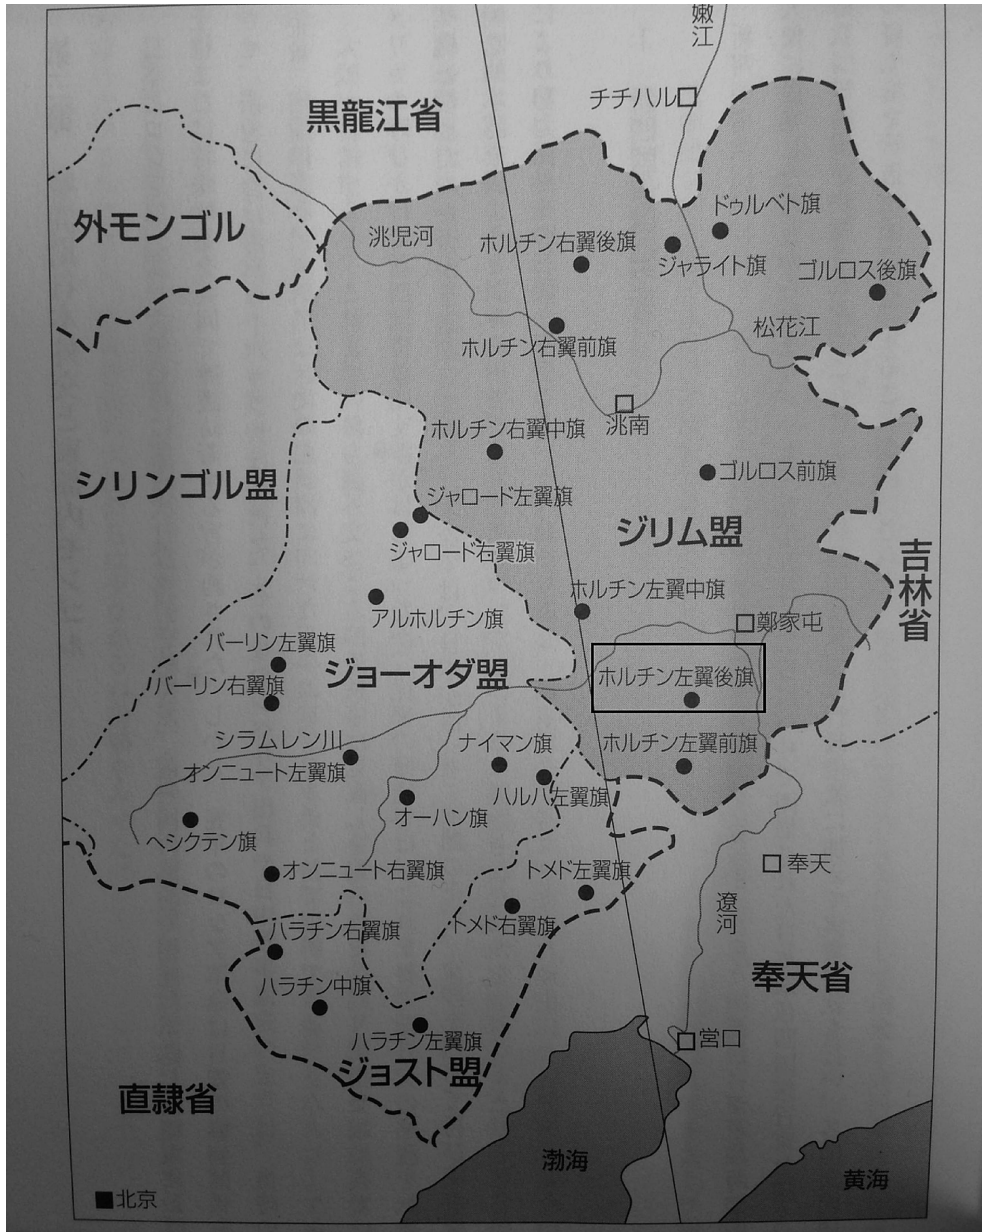 嫩江
チチハル
黒龍江省
外モンゴル
洮児河
ドゥルベト旗
ホルチン右翼後旗
ジャライト旗
ゴルロス後旗
松花江
ホルチン右翼前旗
洮南
ホルチン右翼中旗
ゴルロス前旗
シリンゴル盟
ジャロード左翼旗
ジリム盟
ジャロード右翼旗
吉林省
ホルチン左翼中旗
アルホルチン旗
鄭家屯
バーリン左翼旗
ジョーオダ盟
ホルチン左翼後旗
バーリン右翼旗
シラムレン川
ナイマン旗
ホルチン左翼前旗
オンニュート左翼旗
ハルハ左翼旗
オーハン旗
ヘシクテン旗
オンニュート右翼旗
トメド左翼旗
奉天
遼河
トメド右翼旗
ハラチン右翼旗
奉天省
ハラチン中旗
ハラチン左翼旗
営口
ジョスト盟
直隷省
渤海
黄海
北京